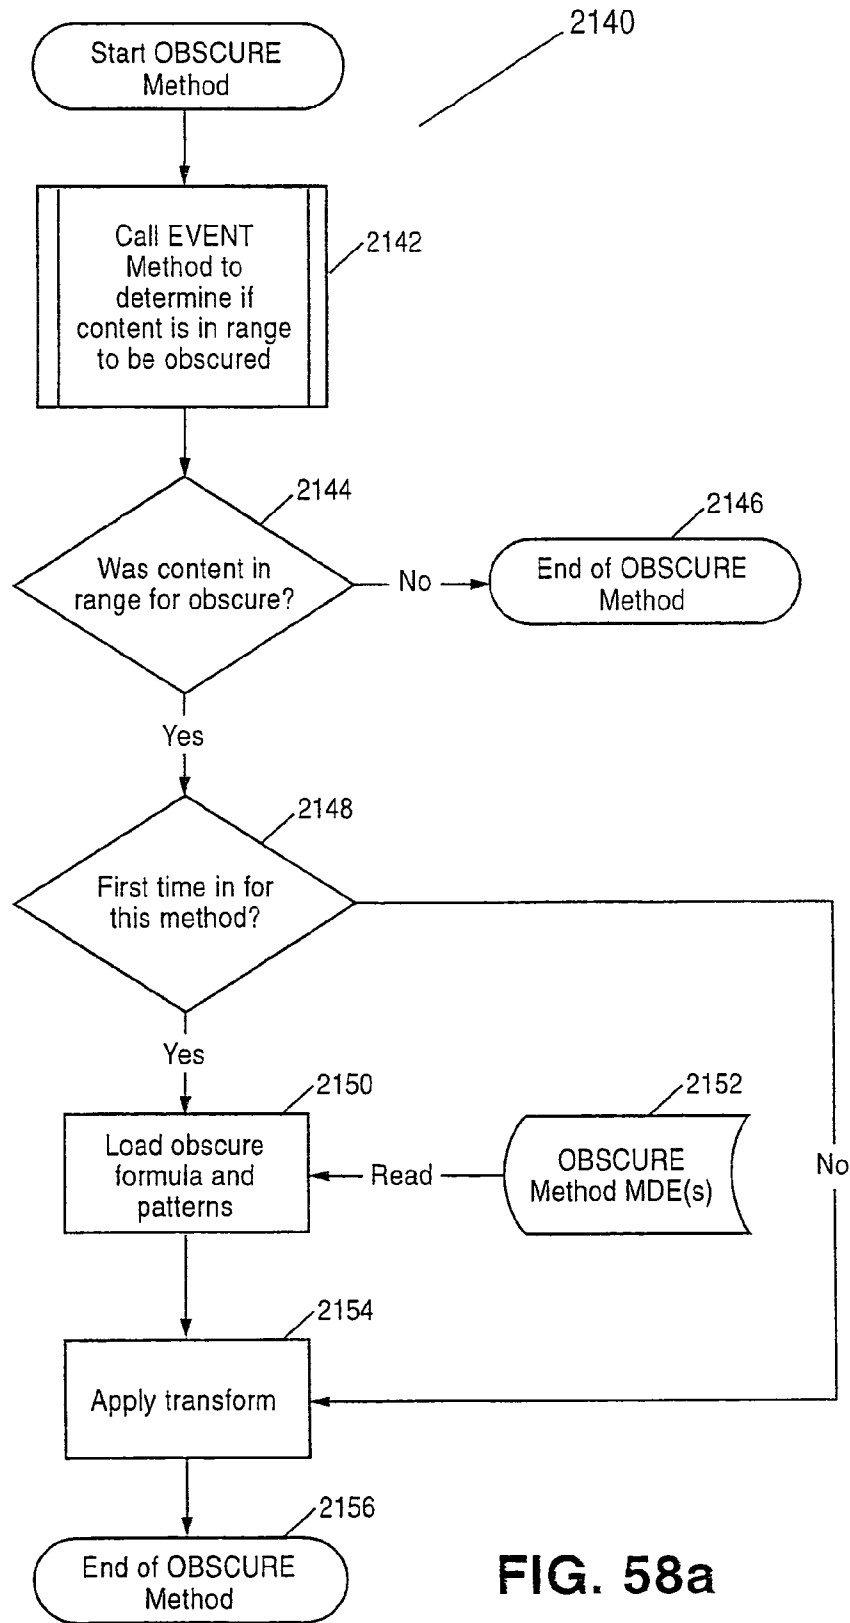 2140
Start OBSCURE
Method
Call EVENT
Method to
determine if
content is in range
to be obscured
2142
2144
Was content in
range for obscure?
No
2146
End of OBSCURE
Method
Yes
2148
First time in for
this method?
Yes
No
2150
Load obscure
formula and
patterns
Read
2152
OBSCURE
Method MDE(s)
2154
Apply transform
2156
End of OBSCURE
Method
FIG. 58a